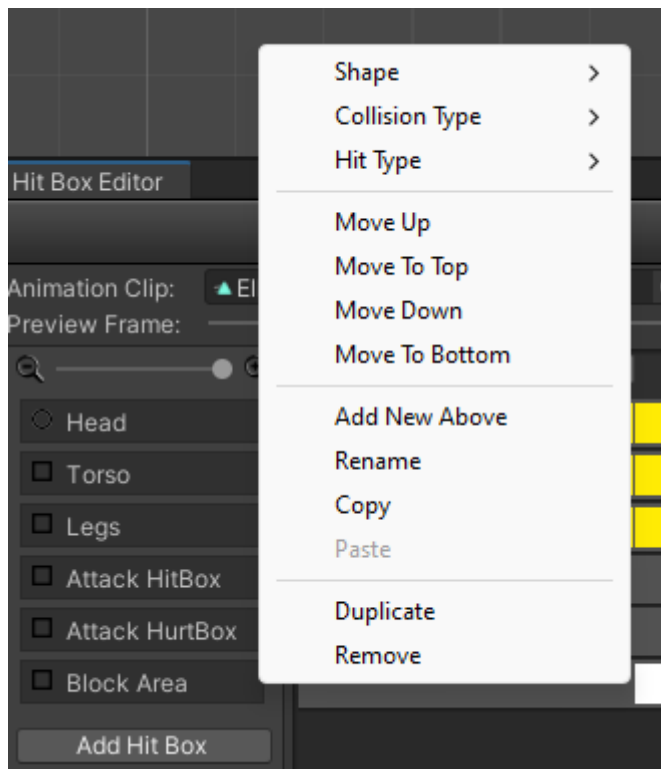 Shape
Collision Type
Hit Type
Hit Box Editor
Move Up
Move To Top
Move Down
Move To Bottom
Animation Clip:
El
Preview Frame:
Add New Above
Rename
Copy
Paste
Duplicate
Remove
Head
Torso
Legs
Attack HitBox
Attack HurtBox
Block Area
Add Hit Box